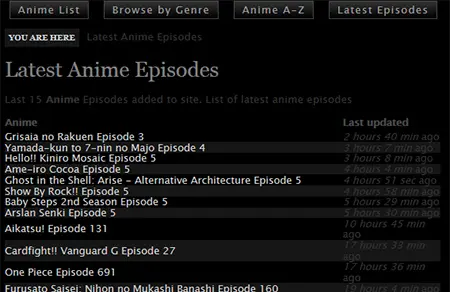 Anime List Browse by Genre Anime A-Z Latest Episodes
YOU ARE HERE Latest Anime Episodes
Latest Anime Episodes
Last 15 Anime Episodes added to site. List of latest anime episodes
Anime Last updated
Grisaia no Rakuen Episode 3 2 hours 40 min ago
Yamada-kun to 7-nin no Majo Episode 4 3 hours 7 min ago
Hello!! Kiniro Mosaic Episode 5 3 hours 8 min ago
Ame-iro Cocoa Episode 5 4 hours 4 min ago
Ghost in the Shell: Arise - Alternative Architecture Episode 5 4 hours 51 sec ago
Show By Rock!! Episode 5 4 hours 58 min ago
Baby Steps 2nd Season Episode 5 5 hours 29 min ago
Arslan Senki Episode 5 5 hours 30 min ago
Aikatsu! Episode 131 10 hours 45 min ago
Cardfight!! Vanguard G Episode 27 17 hours 33 min ago
One Piece Episode 691 17 hours 36 min ago
Furusato Saisei: Nihon no Mukashi Banashi Episode 160 19 hours 4 min ago